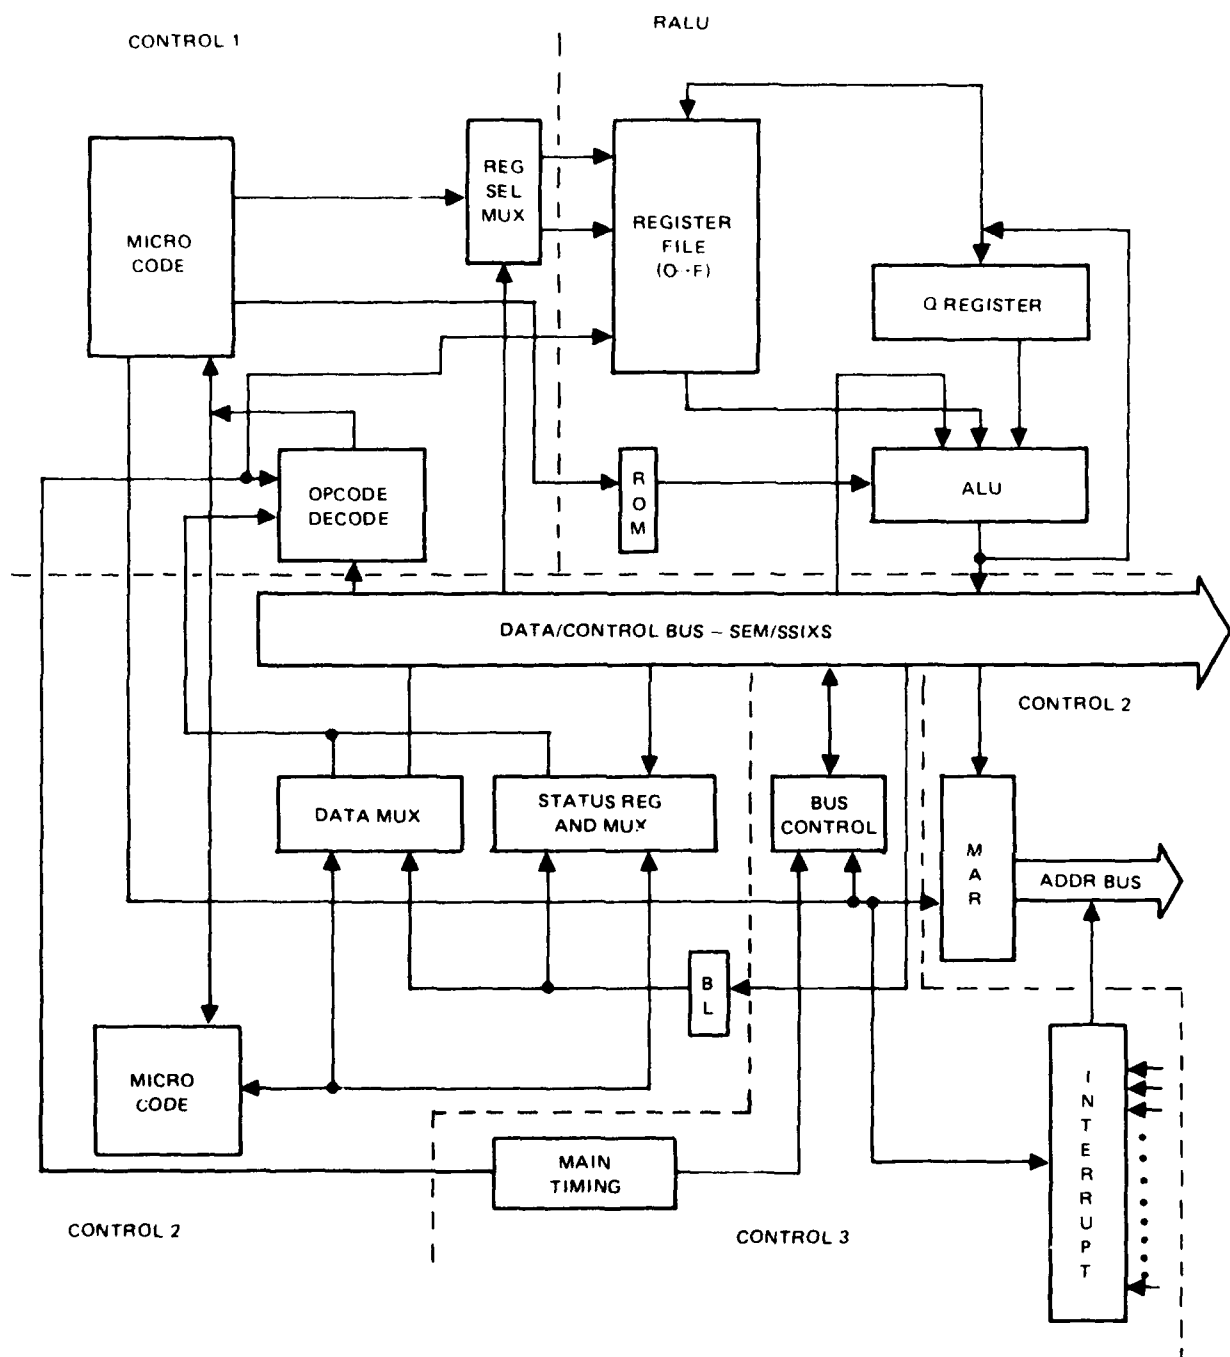 CONTROL 1
RALU
MICRO
CODE
REG
SEL
MUX
REGISTER
FILE
(O--F)
Q REGISTER
OPCODE
DECODE
R
O
M
ALU
DATA/CONTROL BUS – SEM/SSIXS
CONTROL 2
DATA MUX
STATUS REG
AND MUX
BUS
CONTROL
M
A
R
ADDR BUS
B
L
MICRO
CODE
I
N
T
E
R
R
U
P
T
MAIN
TIMING
CONTROL 2
CONTROL 3